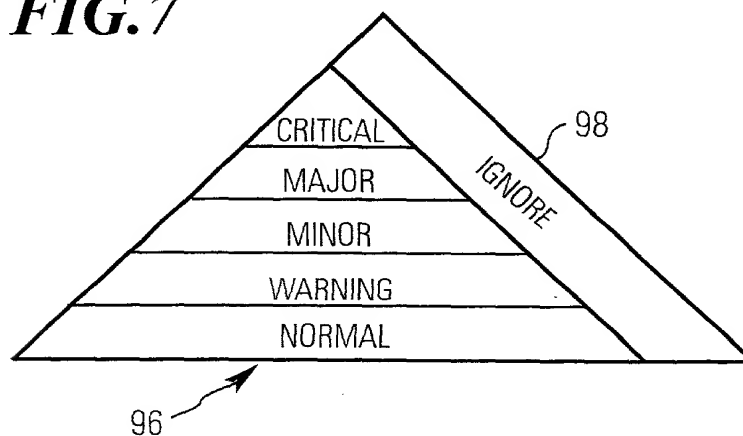 FIG. 7
98
CRITICAL
MAJOR
IGNORE
MINOR
WARNING
NORMAL
96